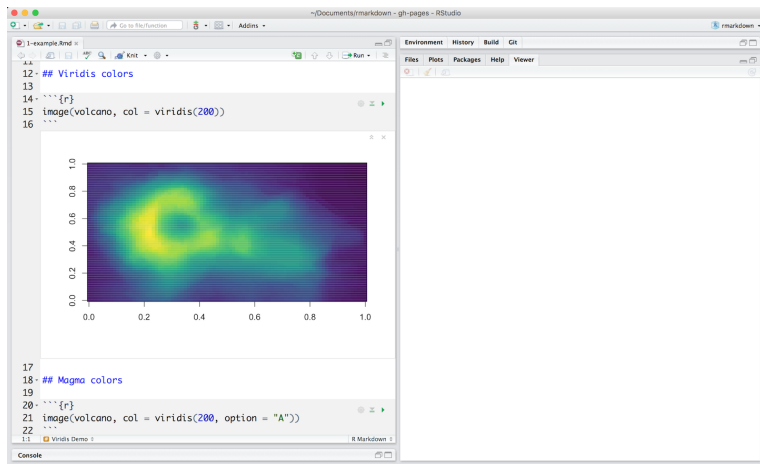 ~/Documents/rmarkdown - gh-pages - RStudio
Go to file/function
Addins
rmarkdown
1-example.Rmd
Environment History Build Git
Knit
Run
Files Plots Packages Help Viewer
11
12 ## Viridis colors
13
14 ```{r}
15 image(volcano, col = viridis(200))
16 ```
1.0
0.8
0.6
0.4
0.2
0.0
0.0 0.2 0.4 0.6 0.8 1.0
17
18 ## Magma colors
19
20 ```{r}
21 image(volcano, col = viridis(200, option = "A"))
22 ```
1:1 Viridis Demo R Markdown
Console